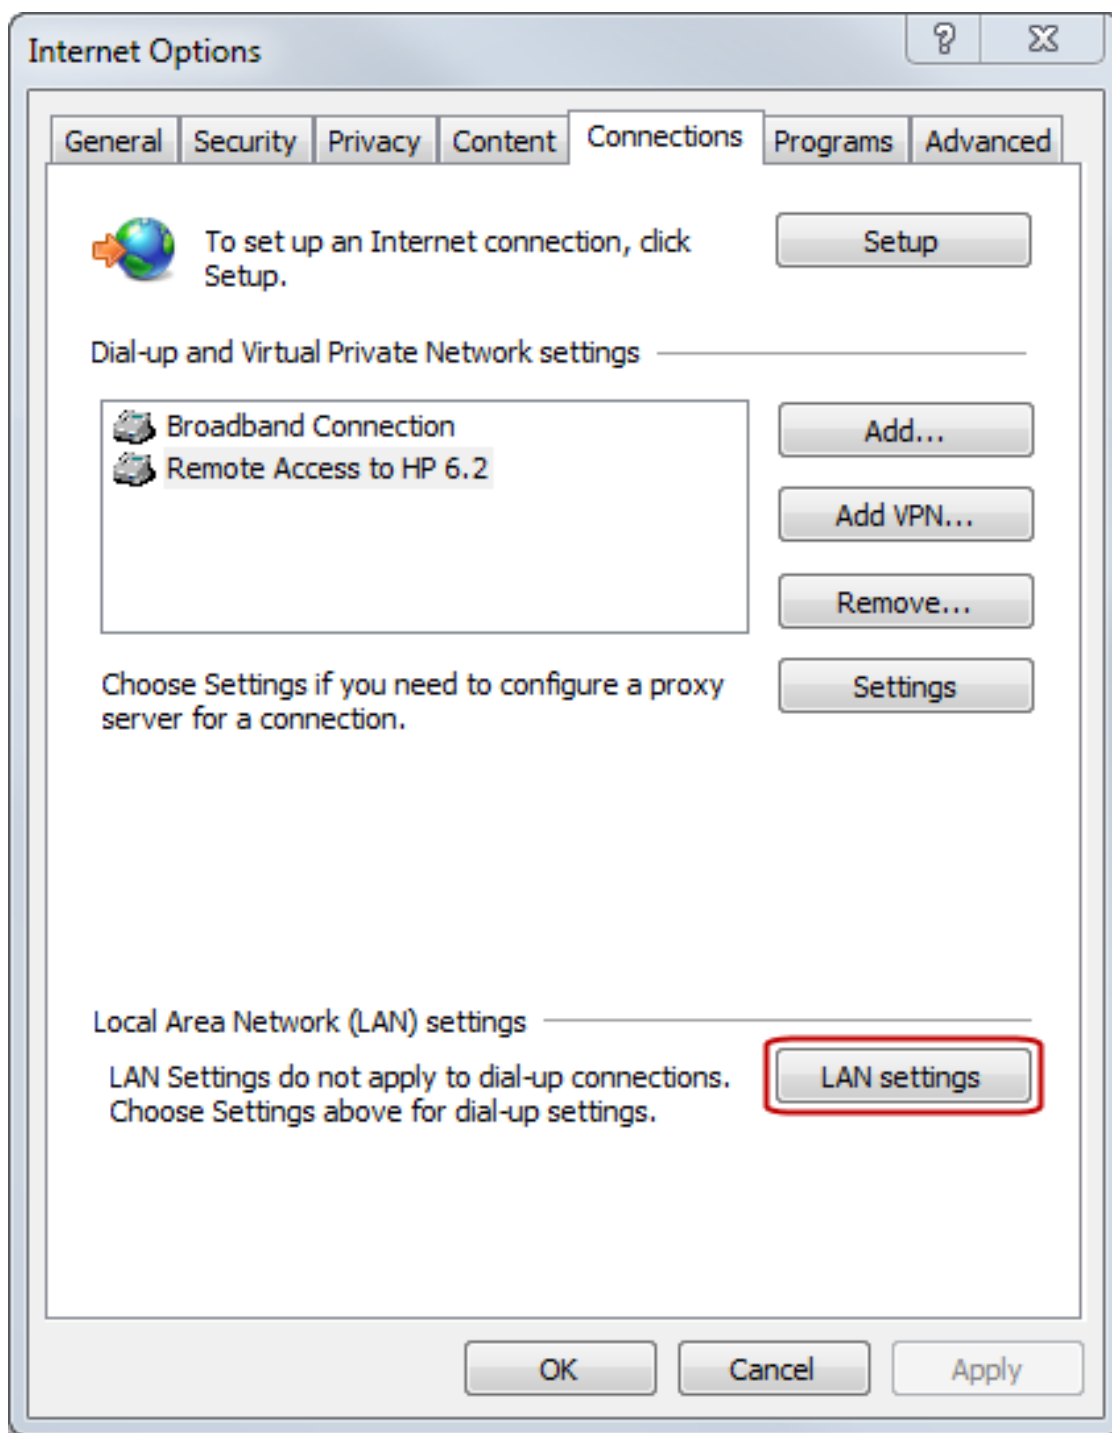 Internet Options
General Security Privacy Content Connections Programs Advanced
To set up an Internet connection, click
Setup.
Setup
Dial-up and Virtual Private Network settings
Broadband Connection
Remote Access to HP 6.2
Add...
Add VPN...
Remove...
Choose Settings if you need to configure a proxy
server for a connection.
Settings
Local Area Network (LAN) settings
LAN Settings do not apply to dial-up connections.
Choose Settings above for dial-up settings.
LAN settings
OK Cancel Apply